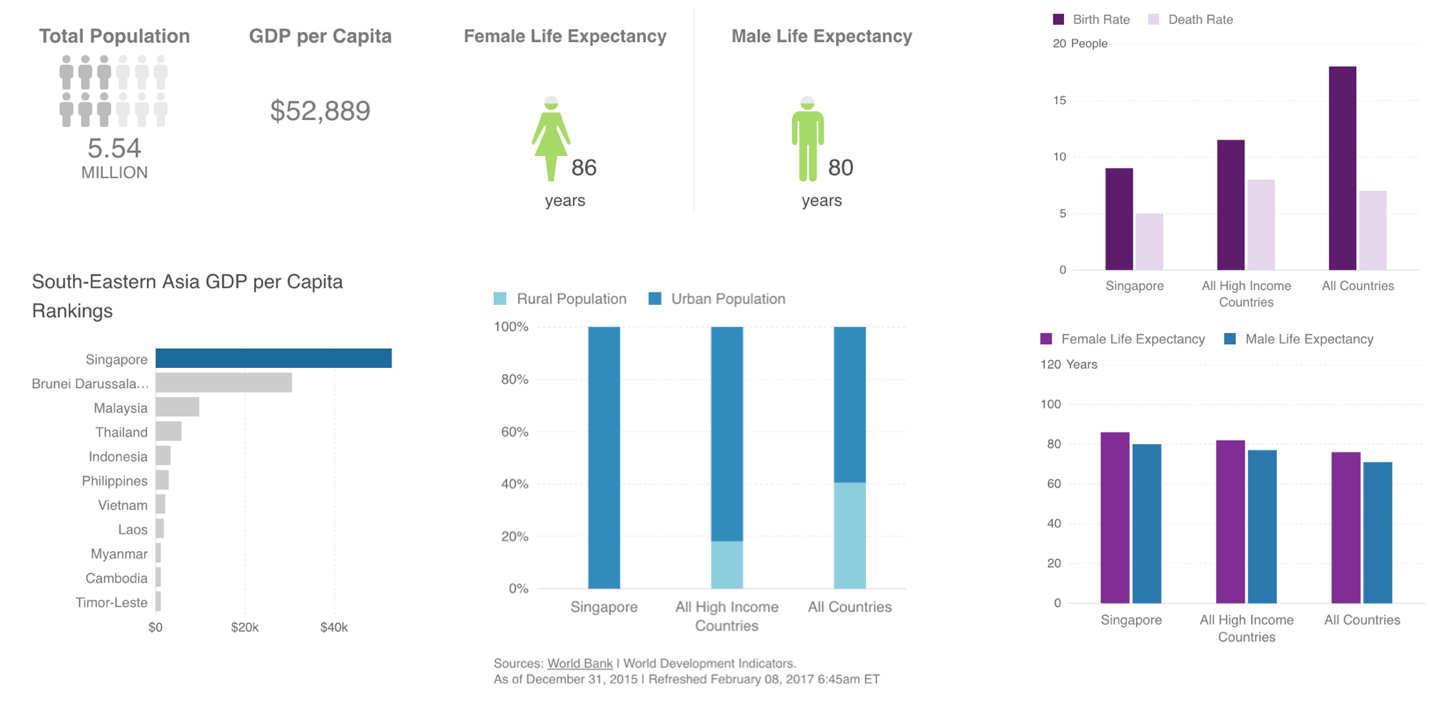 Total Population
5.54
MILLION
GDP per Capita
$52,889
Female Life Expectancy
86
years
Male Life Expectancy
80
years
South-Eastern Asia GDP per Capita
Rankings
Singapore
Brunei Darussala...
Malaysia
Thailand
Indonesia
Philippines
Vietnam
Laos
Myanmar
Cambodia
Timor-Leste
$0 $20k $40k
Rural Population Urban Population
100%
80%
60%
40%
20%
0%
Singapore All High Income All Countries
Countries
Sources: World Bank | World Development Indicators.
As of December 31, 2015 | Refreshed February 08, 2017 6:45am ET
Birth Rate Death Rate
20 People
15
10
5
0
Singapore All High Income All Countries
Countries
Female Life Expectancy Male Life Expectancy
120 Years
100
80
60
40
20
0
Singapore All High Income All Countries
Countries